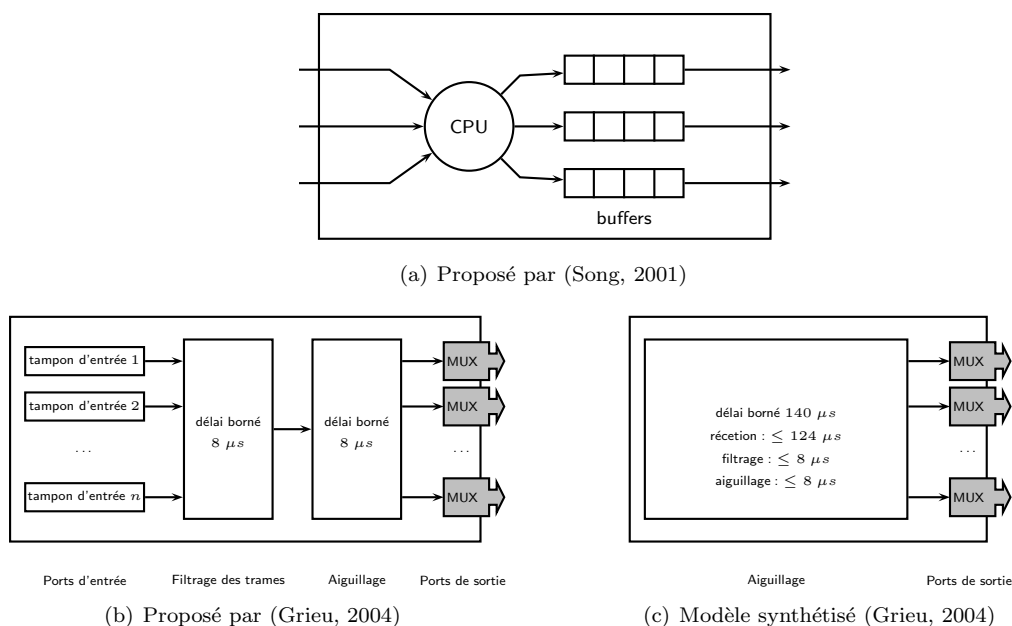 CPU
buffers
(a) Proposé par (Song, 2001)
tampon d'entrée 1
tampon d'entrée 2
...
tampon d'entrée n
délai borné
8 μs
délai borné
8 μs
MUX
MUX
...
MUX
Ports d'entrée
Filtrage des trames
Aiguillage
Ports de sortie
(b) Proposé par (Grieu, 2004)
délai borné 140 μs
récetion : ≤ 124 μs
filtrage : ≤ 8 μs
aiguillage : ≤ 8 μs
MUX
MUX
...
MUX
Aiguillage
Ports de sortie
(c) Modèle synthétisé (Grieu, 2004)